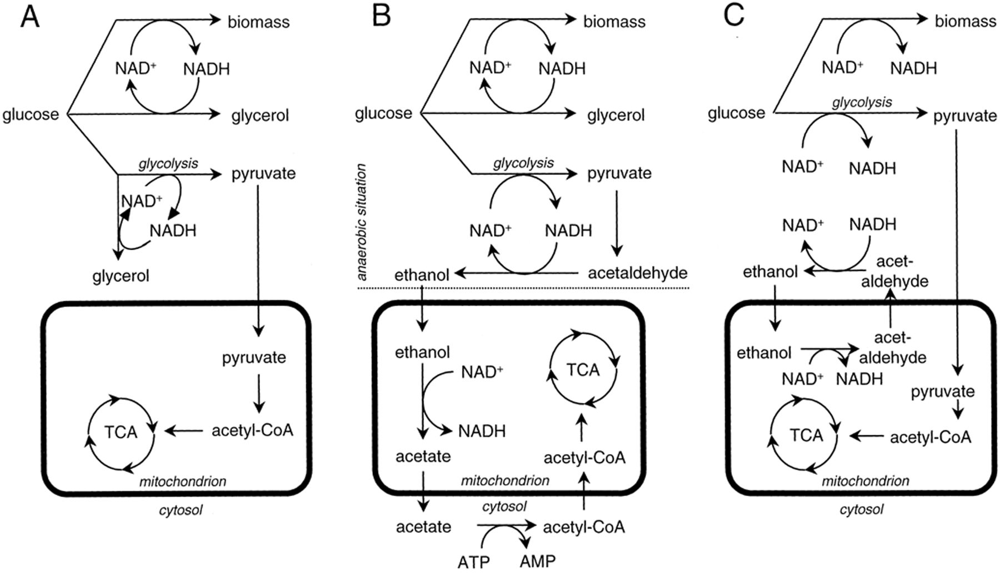 A
biomass
NAD⁺ NADH
glucose
glycerol
glycolysis
pyruvate
NAD⁺
NADH
glycerol
pyruvate
acetyl-CoA
TCA
mitochondrion
cytosol
B
biomass
NAD⁺ NADH
glucose
glycerol
anaerobic situation
glycolysis
pyruvate
NAD⁺ NADH
ethanol
acetaldehyde
ethanol
NAD⁺
NADH
acetate
TCA
acetyl-CoA
mitochondrion
cytosol
acetate
acetyl-CoA
ATP AMP
C
biomass
NAD⁺ NADH
glucose
glycolysis
pyruvate
NAD⁺ NADH
NAD⁺ NADH
ethanol
acet-
aldehyde
ethanol
acet-
aldehyde
NAD⁺ NADH
pyruvate
acetyl-CoA
TCA
mitochondrion
cytosol